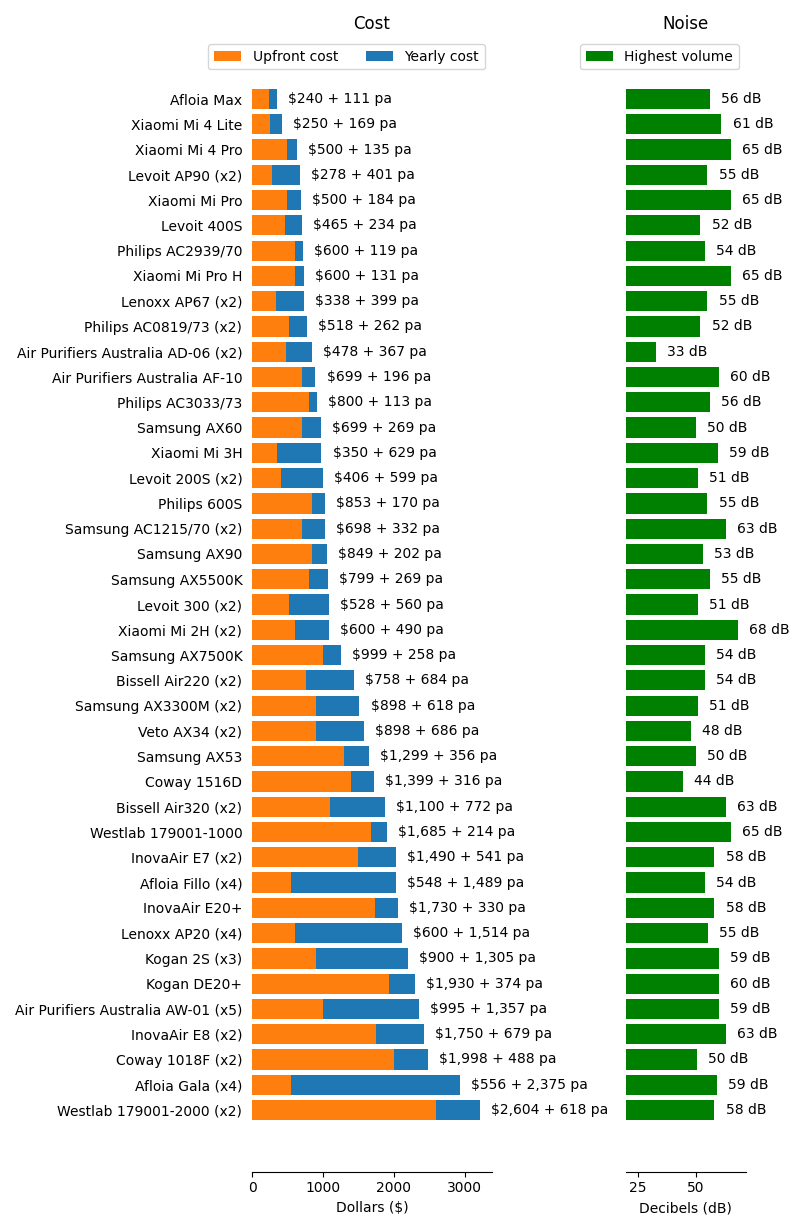 Cost Noise
Upfront cost Yearly cost Highest volume
Afloia Max $240 + 111 pa 56 dB
Xiaomi Mi 4 Lite $250 + 169 pa 61 dB
Xiaomi Mi 4 Pro $500 + 135 pa 65 dB
Levoit AP90 (x2) $278 + 401 pa 55 dB
Xiaomi Mi Pro $500 + 184 pa 65 dB
Levoit 400S $465 + 234 pa 52 dB
Philips AC2939/70 $600 + 119 pa 54 dB
Xiaomi Mi Pro H $600 + 131 pa 65 dB
Lenoxx AP67 (x2) $338 + 399 pa 55 dB
Philips AC0819/73 (x2) $518 + 262 pa 52 dB
Air Purifiers Australia AD-06 (x2) $478 + 367 pa 33 dB
Air Purifiers Australia AF-10 $699 + 196 pa 60 dB
Philips AC3033/73 $800 + 113 pa 56 dB
Samsung AX60 $699 + 269 pa 50 dB
Xiaomi Mi 3H $350 + 629 pa 59 dB
Levoit 200S (x2) $406 + 599 pa 51 dB
Philips 600S $853 + 170 pa 55 dB
Samsung AC1215/70 (x2) $698 + 332 pa 63 dB
Samsung AX90 $849 + 202 pa 53 dB
Samsung AX5500K $799 + 269 pa 55 dB
Levoit 300 (x2) $528 + 560 pa 51 dB
Xiaomi Mi 2H (x2) $600 + 490 pa 68 dB
Samsung AX7500K $999 + 258 pa 54 dB
Bissell Air220 (x2) $758 + 684 pa 54 dB
Samsung AX3300M (x2) $898 + 618 pa 51 dB
Veto AX34 (x2) $898 + 686 pa 48 dB
Samsung AX53 $1,299 + 356 pa 50 dB
Coway 1516D $1,399 + 316 pa 44 dB
Bissell Air320 (x2) $1,100 + 772 pa 63 dB
Westlab 179001-1000 $1,685 + 214 pa 65 dB
InovaAir E7 (x2) $1,490 + 541 pa 58 dB
Afloia Fillo (x4) $548 + 1,489 pa 54 dB
InovaAir E20+ $1,730 + 330 pa 58 dB
Lenoxx AP20 (x4) $600 + 1,514 pa 55 dB
Kogan 2S (x3) $900 + 1,305 pa 59 dB
Kogan DE20+ $1,930 + 374 pa 60 dB
Air Purifiers Australia AW-01 (x5) $995 + 1,357 pa 59 dB
InovaAir E8 (x2) $1,750 + 679 pa 63 dB
Coway 1018F (x2) $1,998 + 488 pa 50 dB
Afloia Gala (x4) $556 + 2,375 pa 59 dB
Westlab 179001-2000 (x2) $2,604 + 618 pa 58 dB
0 1000 2000 3000 25 50
Dollars ($) Decibels (dB)